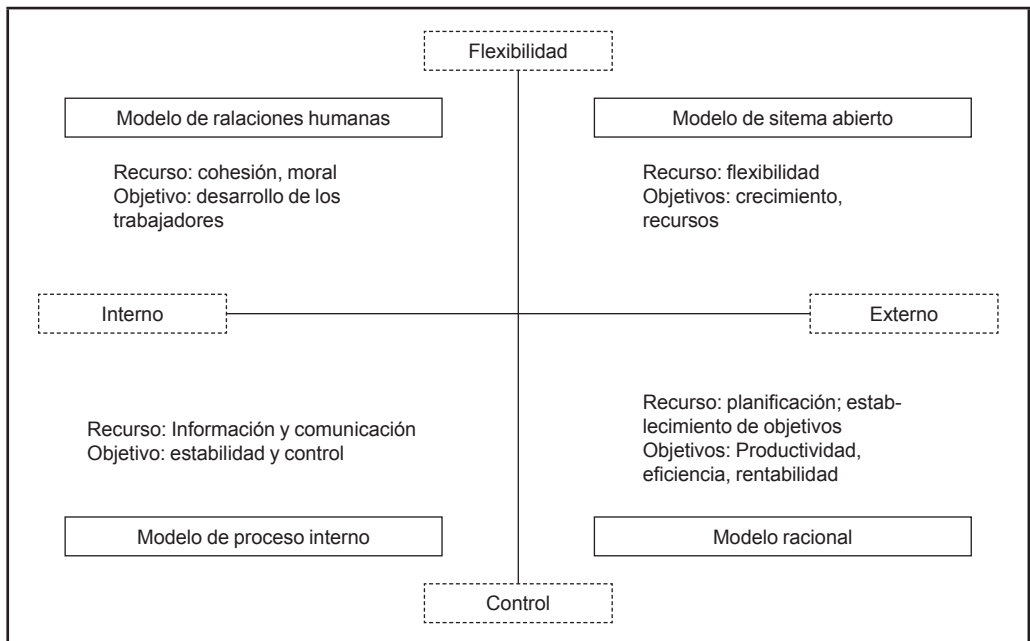 Flexibilidad
Modelo de ralaciones humanas
Recurso: cohesión, moral
Objetivo: desarrollo de los
trabajadores
Modelo de sitema abierto
Recurso: flexibilidad
Objetivos: crecimiento,
recursos
Interno
Externo
Recurso: Información y comunicación
Objetivo: estabilidad y control
Modelo de proceso interno
Recurso: planificación; estab-
lecimiento de objetivos
Objetivos: Productividad,
eficiencia, rentabilidad
Modelo racional
Control